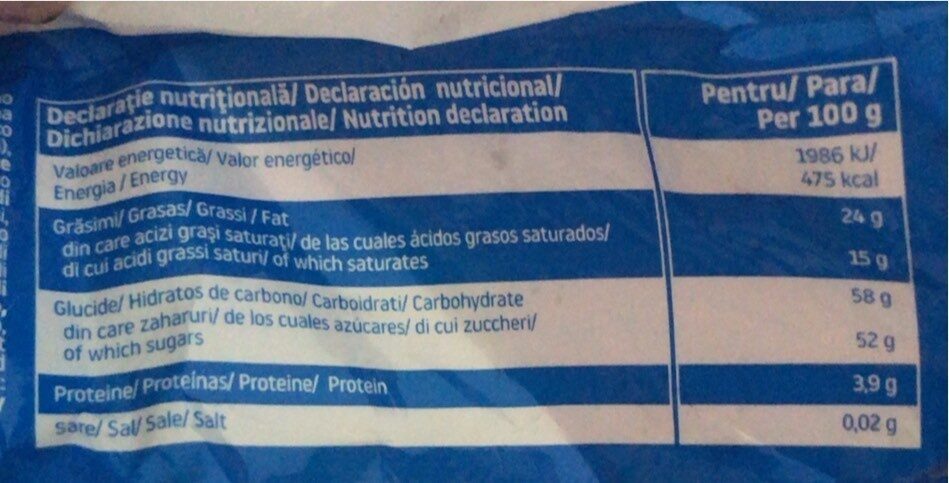 Declarație nutrițională/ Declaración nutricional/
Dichiarazione nutrizionale/ Nutrition declaration
Pentru/ Para/
Per 100 g
Valoare energetică/ Valor energético/
Energia / Energy
1986 kJ/
475 kcal
Grăsimi/ Grasas/ Grassi / Fat
24 g
din care acizi grași saturați/ de las cuales ácidos grasos saturados/
di cui acidi grassi saturi/ of which saturates
15 g
Glucide/ Hidratos de carbono/ Carboidrati/ Carbohydrate
58 g
din care zaharuri/ de los cuales azúcares/ di cui zuccheri/
of which sugars
52 g
Proteine/ Proteínas/ Proteine/ Protein
3,9 g
sare/ Sal/ Sale/ Salt
0,02 g